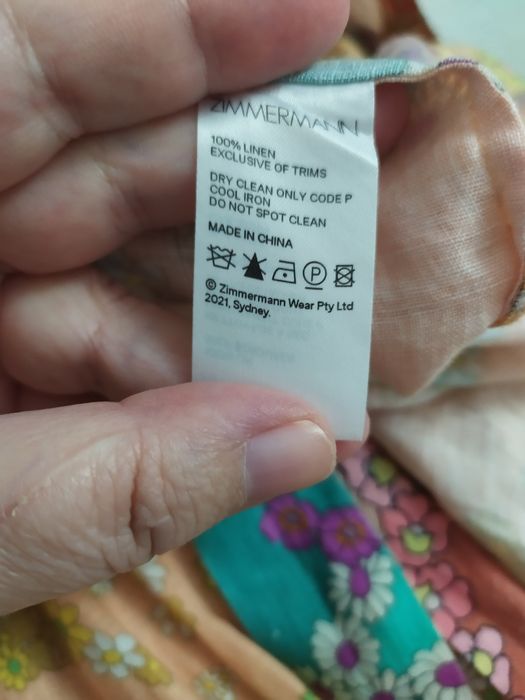 ZIMMERMANN
100% LINEN
EXCLUSIVE OF TRIMS
DRY CLEAN ONLY CODE P
COOL IRON
DO NOT SPOT CLEAN
MADE IN CHINA
P
© Zimmermann Wear Pty Ltd
2021, Sydney.